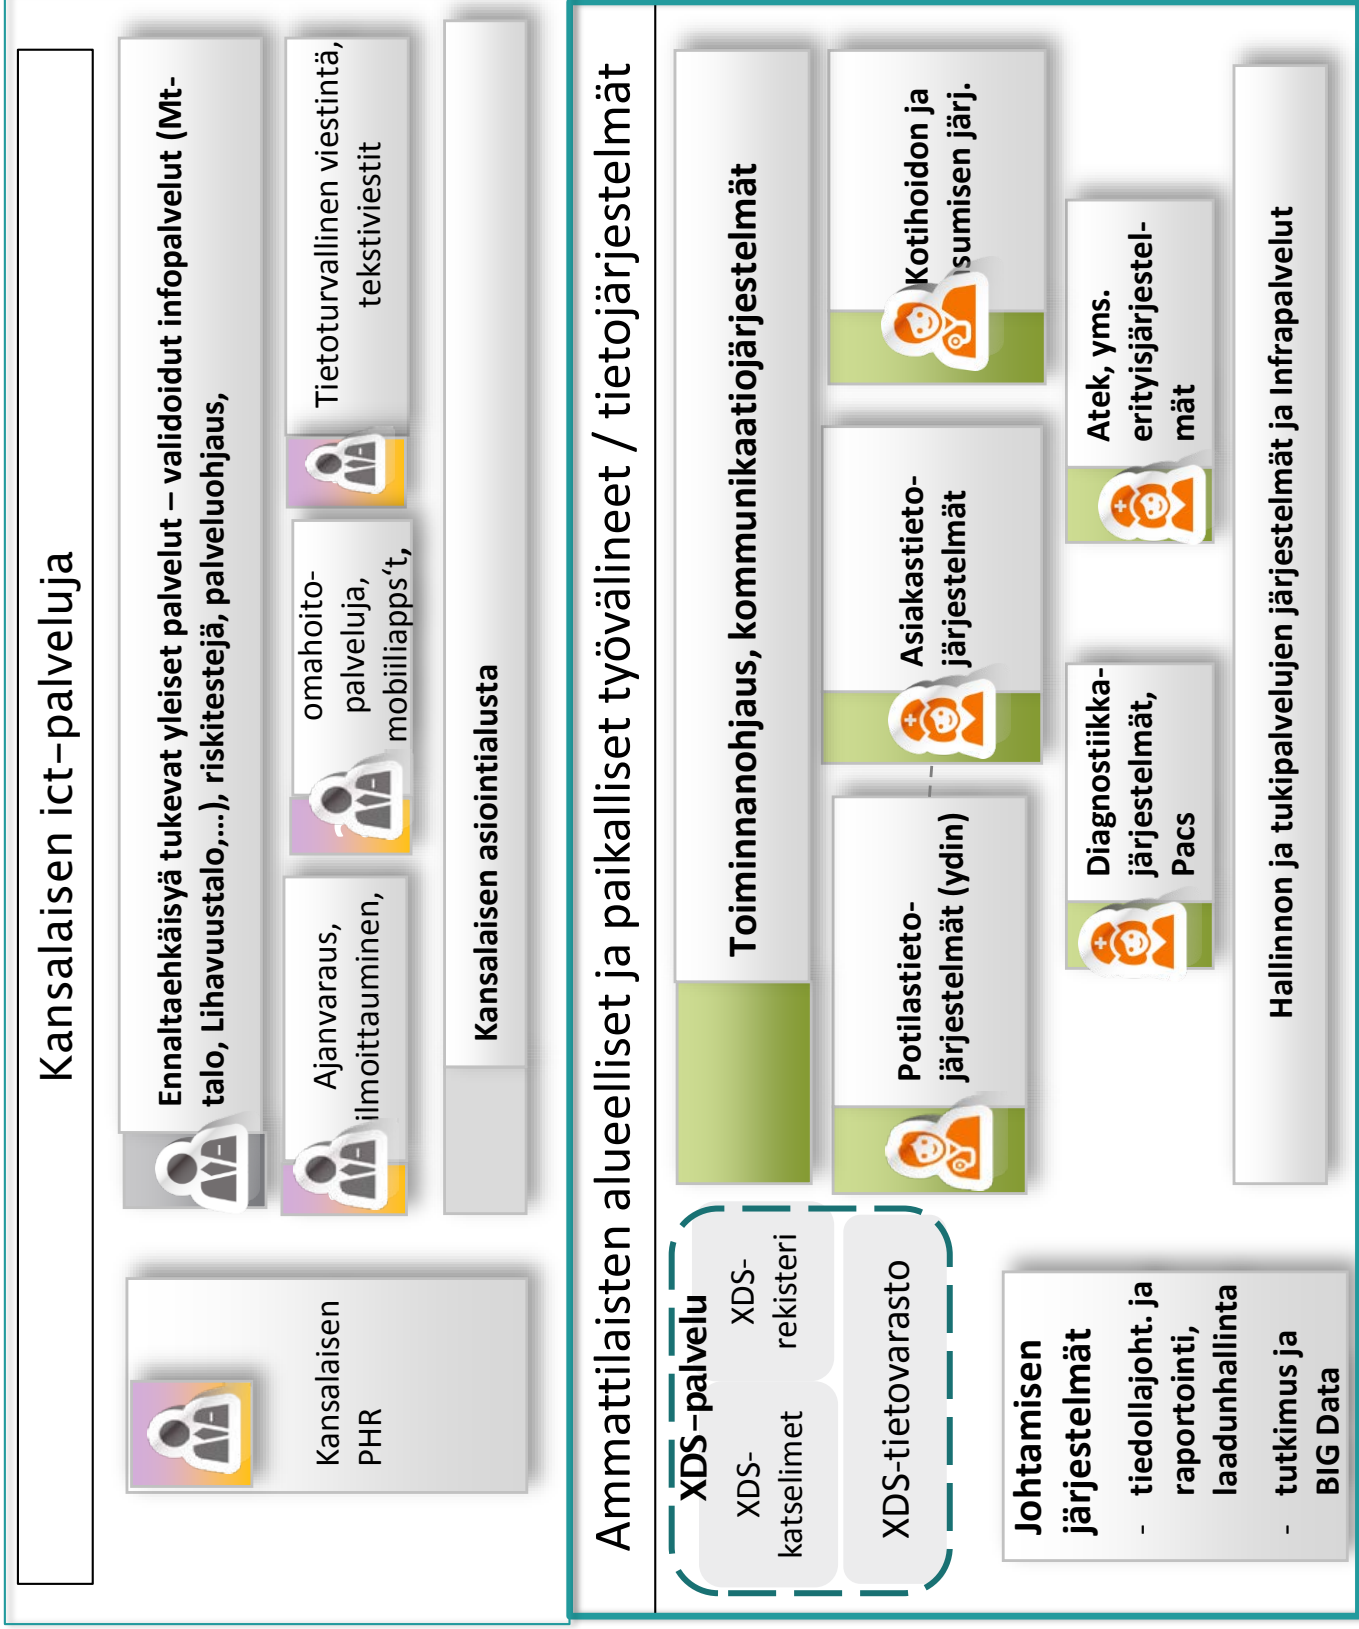 Kansalaisen ict-palveluja
Kansalaisen
PHR
Ennaltaehkäisyä tukevat yleiset palvelut – validoidut infopalvelut (Mt-
talo, Lihavuustalo,...), riskitestejä, palveluohjaus,
Ajanvaraus,
ilmoittauminen,
omahoito-
palveluja,
mobiiliapps‘t,
Tietoturvallinen viestintä,
tekstiviestit
Kansalaisen asiointialusta
Ammattilaisten alueelliset ja paikalliset työvälineet / tietojärjestelmät
XDS-palvelu
XDS-
katselimet
XDS-
rekisteri
XDS-tietovarasto
Toiminnanohjaus, kommunikaatiojärjestelmät
Potilastieto-
järjestelmät (ydin)
Asiakastieto-
järjestelmät
Kotihoidon ja
sumisen järj.
Johtamisen
järjestelmät
- tiedollajoht. ja
raportointi,
laadunhallinta
- tutkimus ja
BIG Data
Diagnostiikka-
järjestelmät,
Pacs
Atek, yms.
erityisjärjestel-
mät
Hallinnon ja tukipalvelujen järjestelmät ja Infrapalvelut